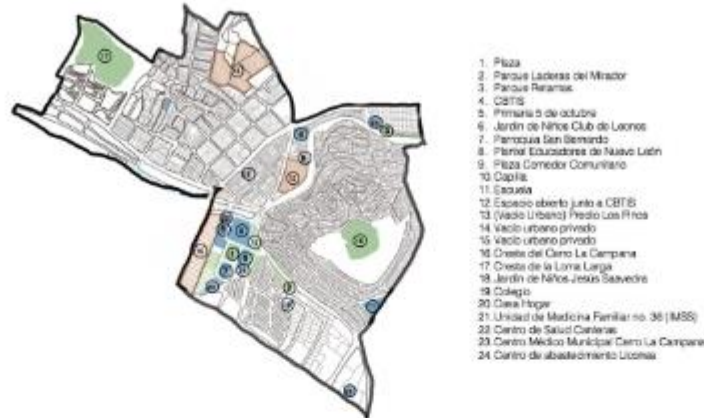 1. Plaza
2. Parque Laderas del Mirador
3. Parque Retamas
4. CBTIS
5. Primaria 5 de octubre
6. Jardín de Niños Club de Leones
7. Parroquia San Bernardo
8. Plantel Educadores de Nuevo León
9. Plaza Comedor Comunitario
10. Capilla
11. Escuela
12. Espacio abierto junto a CBTIS
13. (Vacío Urbano) Predio Los Pinos
14. Vacío urbano privado
15. Vacío urbano privado
16. Cresta del Cerro La Campana
17. Cresta de la Loma Larga
18. Jardín de Niños Jesús Saavedra
19. Colegio
20. Casa Hogar
21. Unidad de Medicina Familiar no. 36 (IMSS)
22. Centro de Salud Canteras
23. Centro Médico Municipal Cerro La Campana
24. Centro de abastecimiento Liconsa